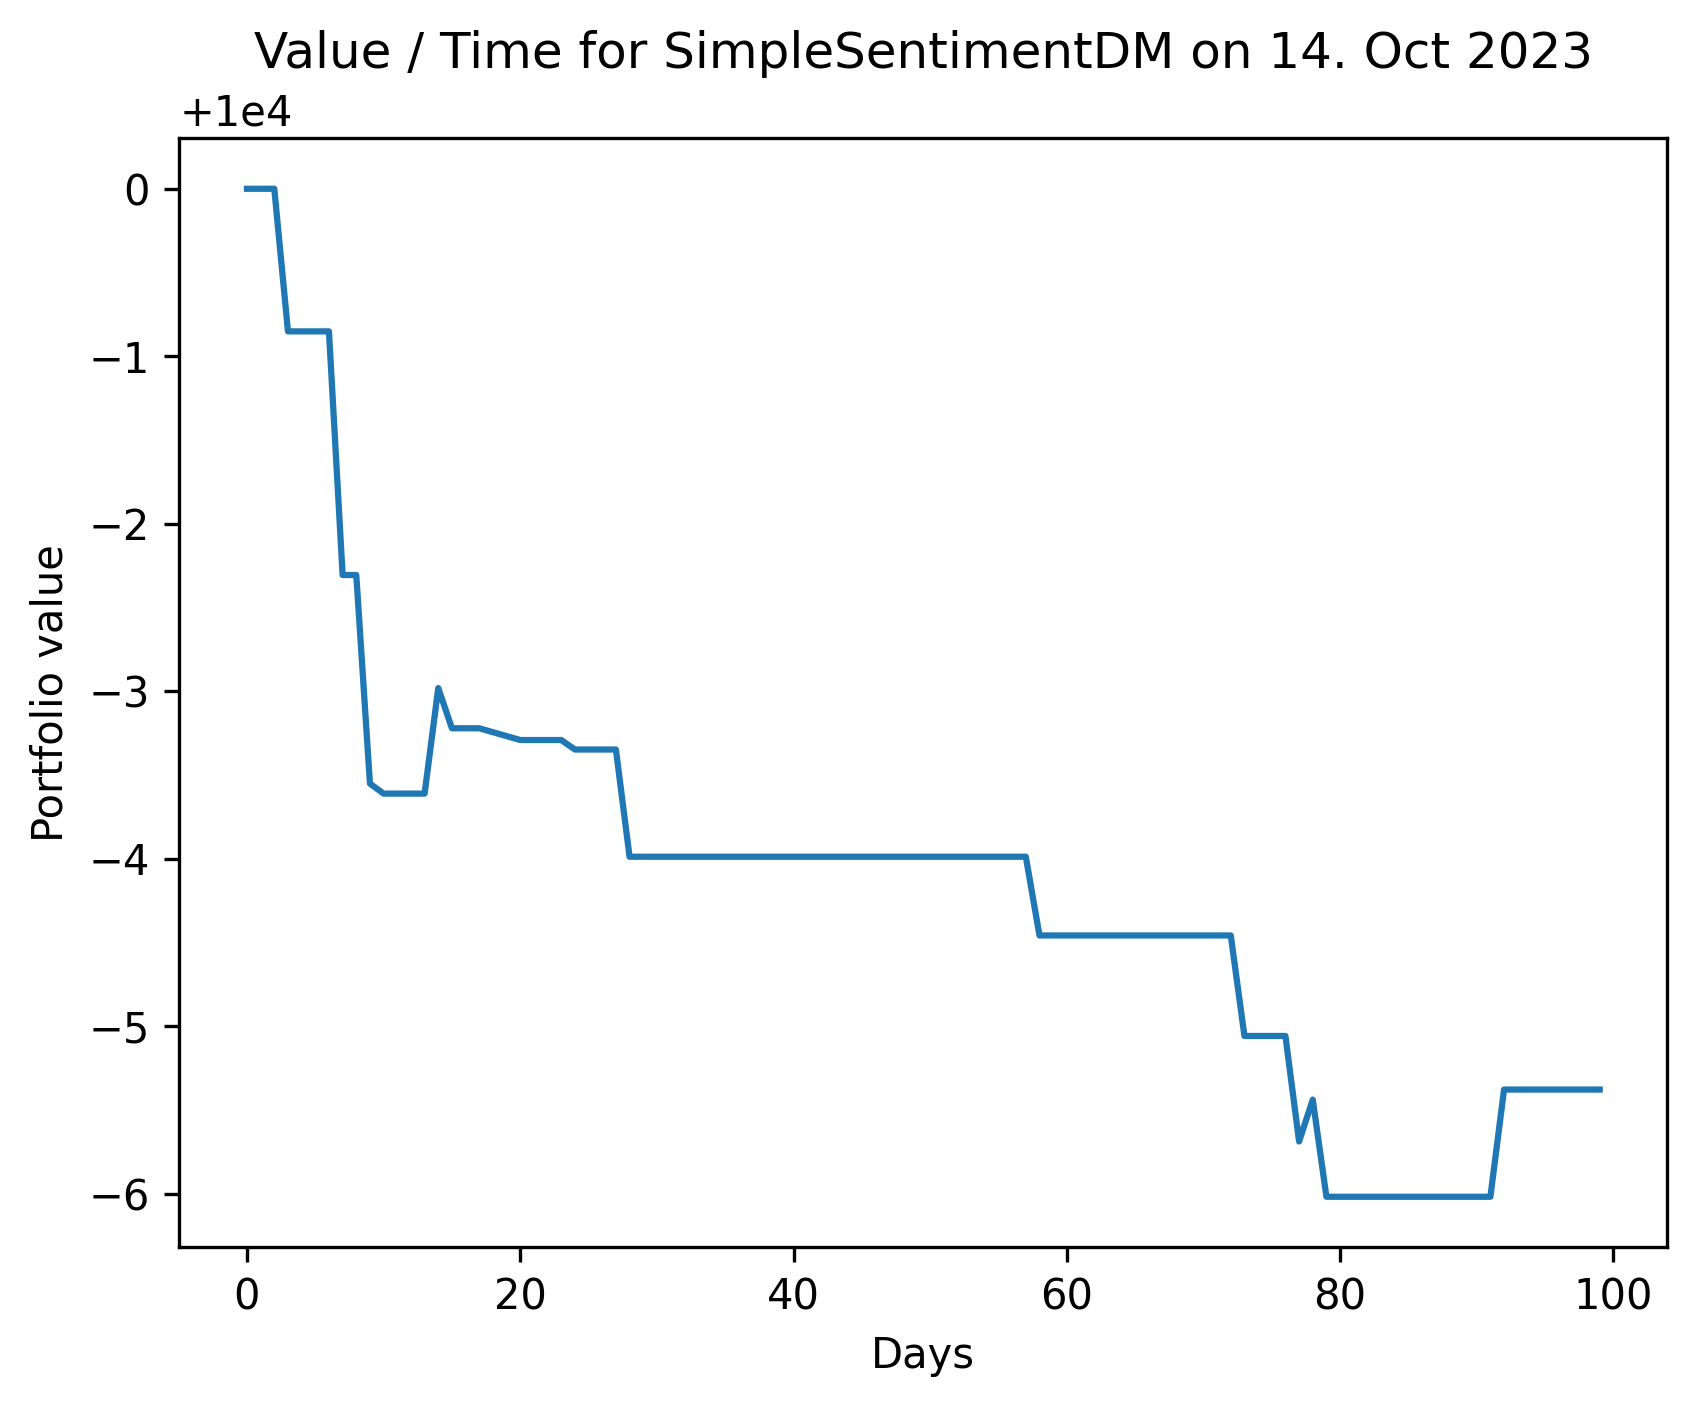 Value / Time for SimpleSentimentDM on 14. Oct 2023
+1e4
0
−1
−2
−3
−4
−5
−6
Portfolio value
0 20 40 60 80 100
Days